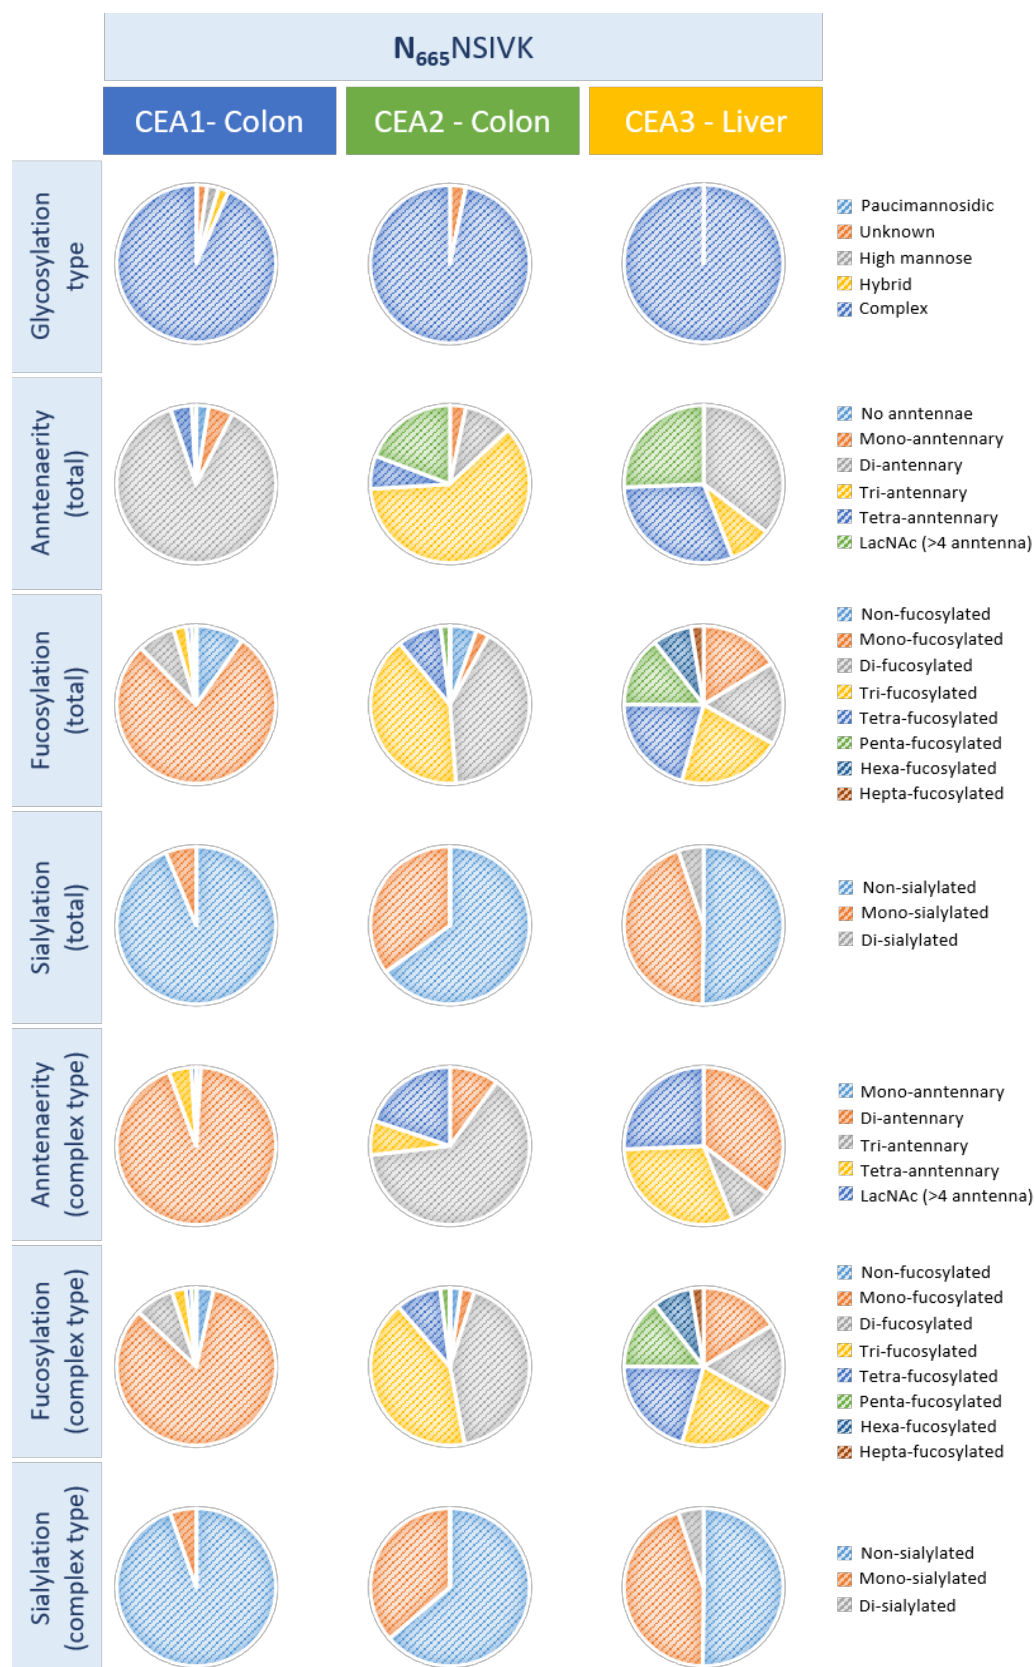 N₆₆₅NSIVK
CEA1- Colon
CEA2 - Colon
CEA3 - Liver
Glycosylation
type
Paucimannosidic
Unknown
High mannose
Hybrid
Complex
Anntenaerity
(total)
No anntennae
Mono-anntennary
Di-antennary
Tri-antennary
Tetra-anntennary
LacNAc (>4 anntenna)
Fucosylation
(total)
Non-fucosylated
Mono-fucosylated
Di-fucosylated
Tri-fucosylated
Tetra-fucosylated
Penta-fucosylated
Hexa-fucosylated
Hepta-fucosylated
Sialylation
(total)
Non-sialylated
Mono-sialylated
Di-sialylated
Anntenaerity
(complex type)
Mono-anntennary
Di-antennary
Tri-antennary
Tetra-anntennary
LacNAc (>4 anntenna)
Fucosylation
(complex type)
Non-fucosylated
Mono-fucosylated
Di-fucosylated
Tri-fucosylated
Tetra-fucosylated
Penta-fucosylated
Hexa-fucosylated
Hepta-fucosylated
Sialylation
(complex type)
Non-sialylated
Mono-sialylated
Di-sialylated